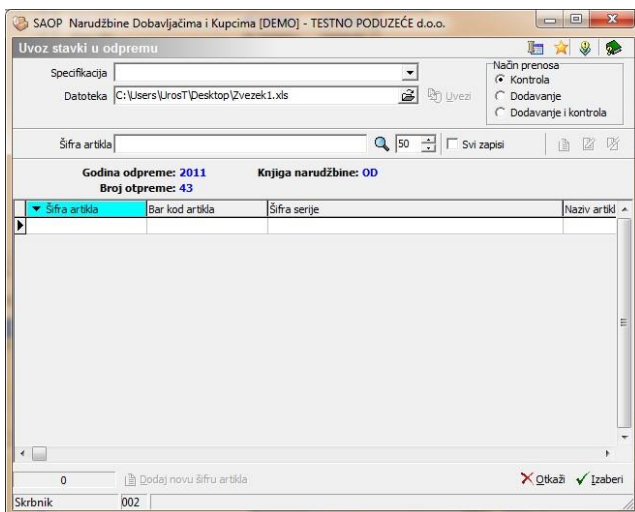 SAOP Narudžbine Dobavljačima i Kupcima [DEMO] - TESTNO PODUZEĆE d.o.o.
Uvoz stavki u odpremu
Specifikacija
Datoteka C:\Users\UrosT\Desktop\Zvezek1.xls
Uvezi
Način prenosa
Kontrola
Dodavanje
Dodavanje i kontrola
Šifra artikla
50
Svi zapisi
Godina odpreme: 2011 Knjiga narudžbine: OD
Broj otpreme: 43
Šifra artikla Bar kod artikla Šifra serije Naziv artikl
0 Dodaj novu šifru artikla Otkaži Izaberi
Skrbnik 002